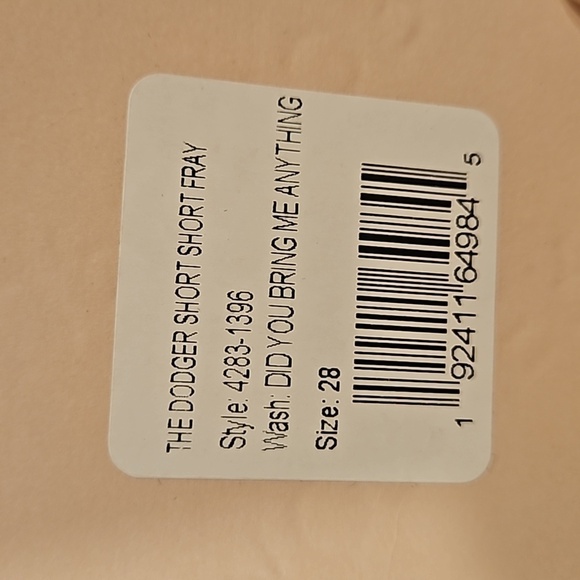 THE DODGER SHORT SHORT FRAY
Style: 4283-1396
Wash: DID YOU BRING ME ANYTHING
Size: 28
1 92411 64984 5